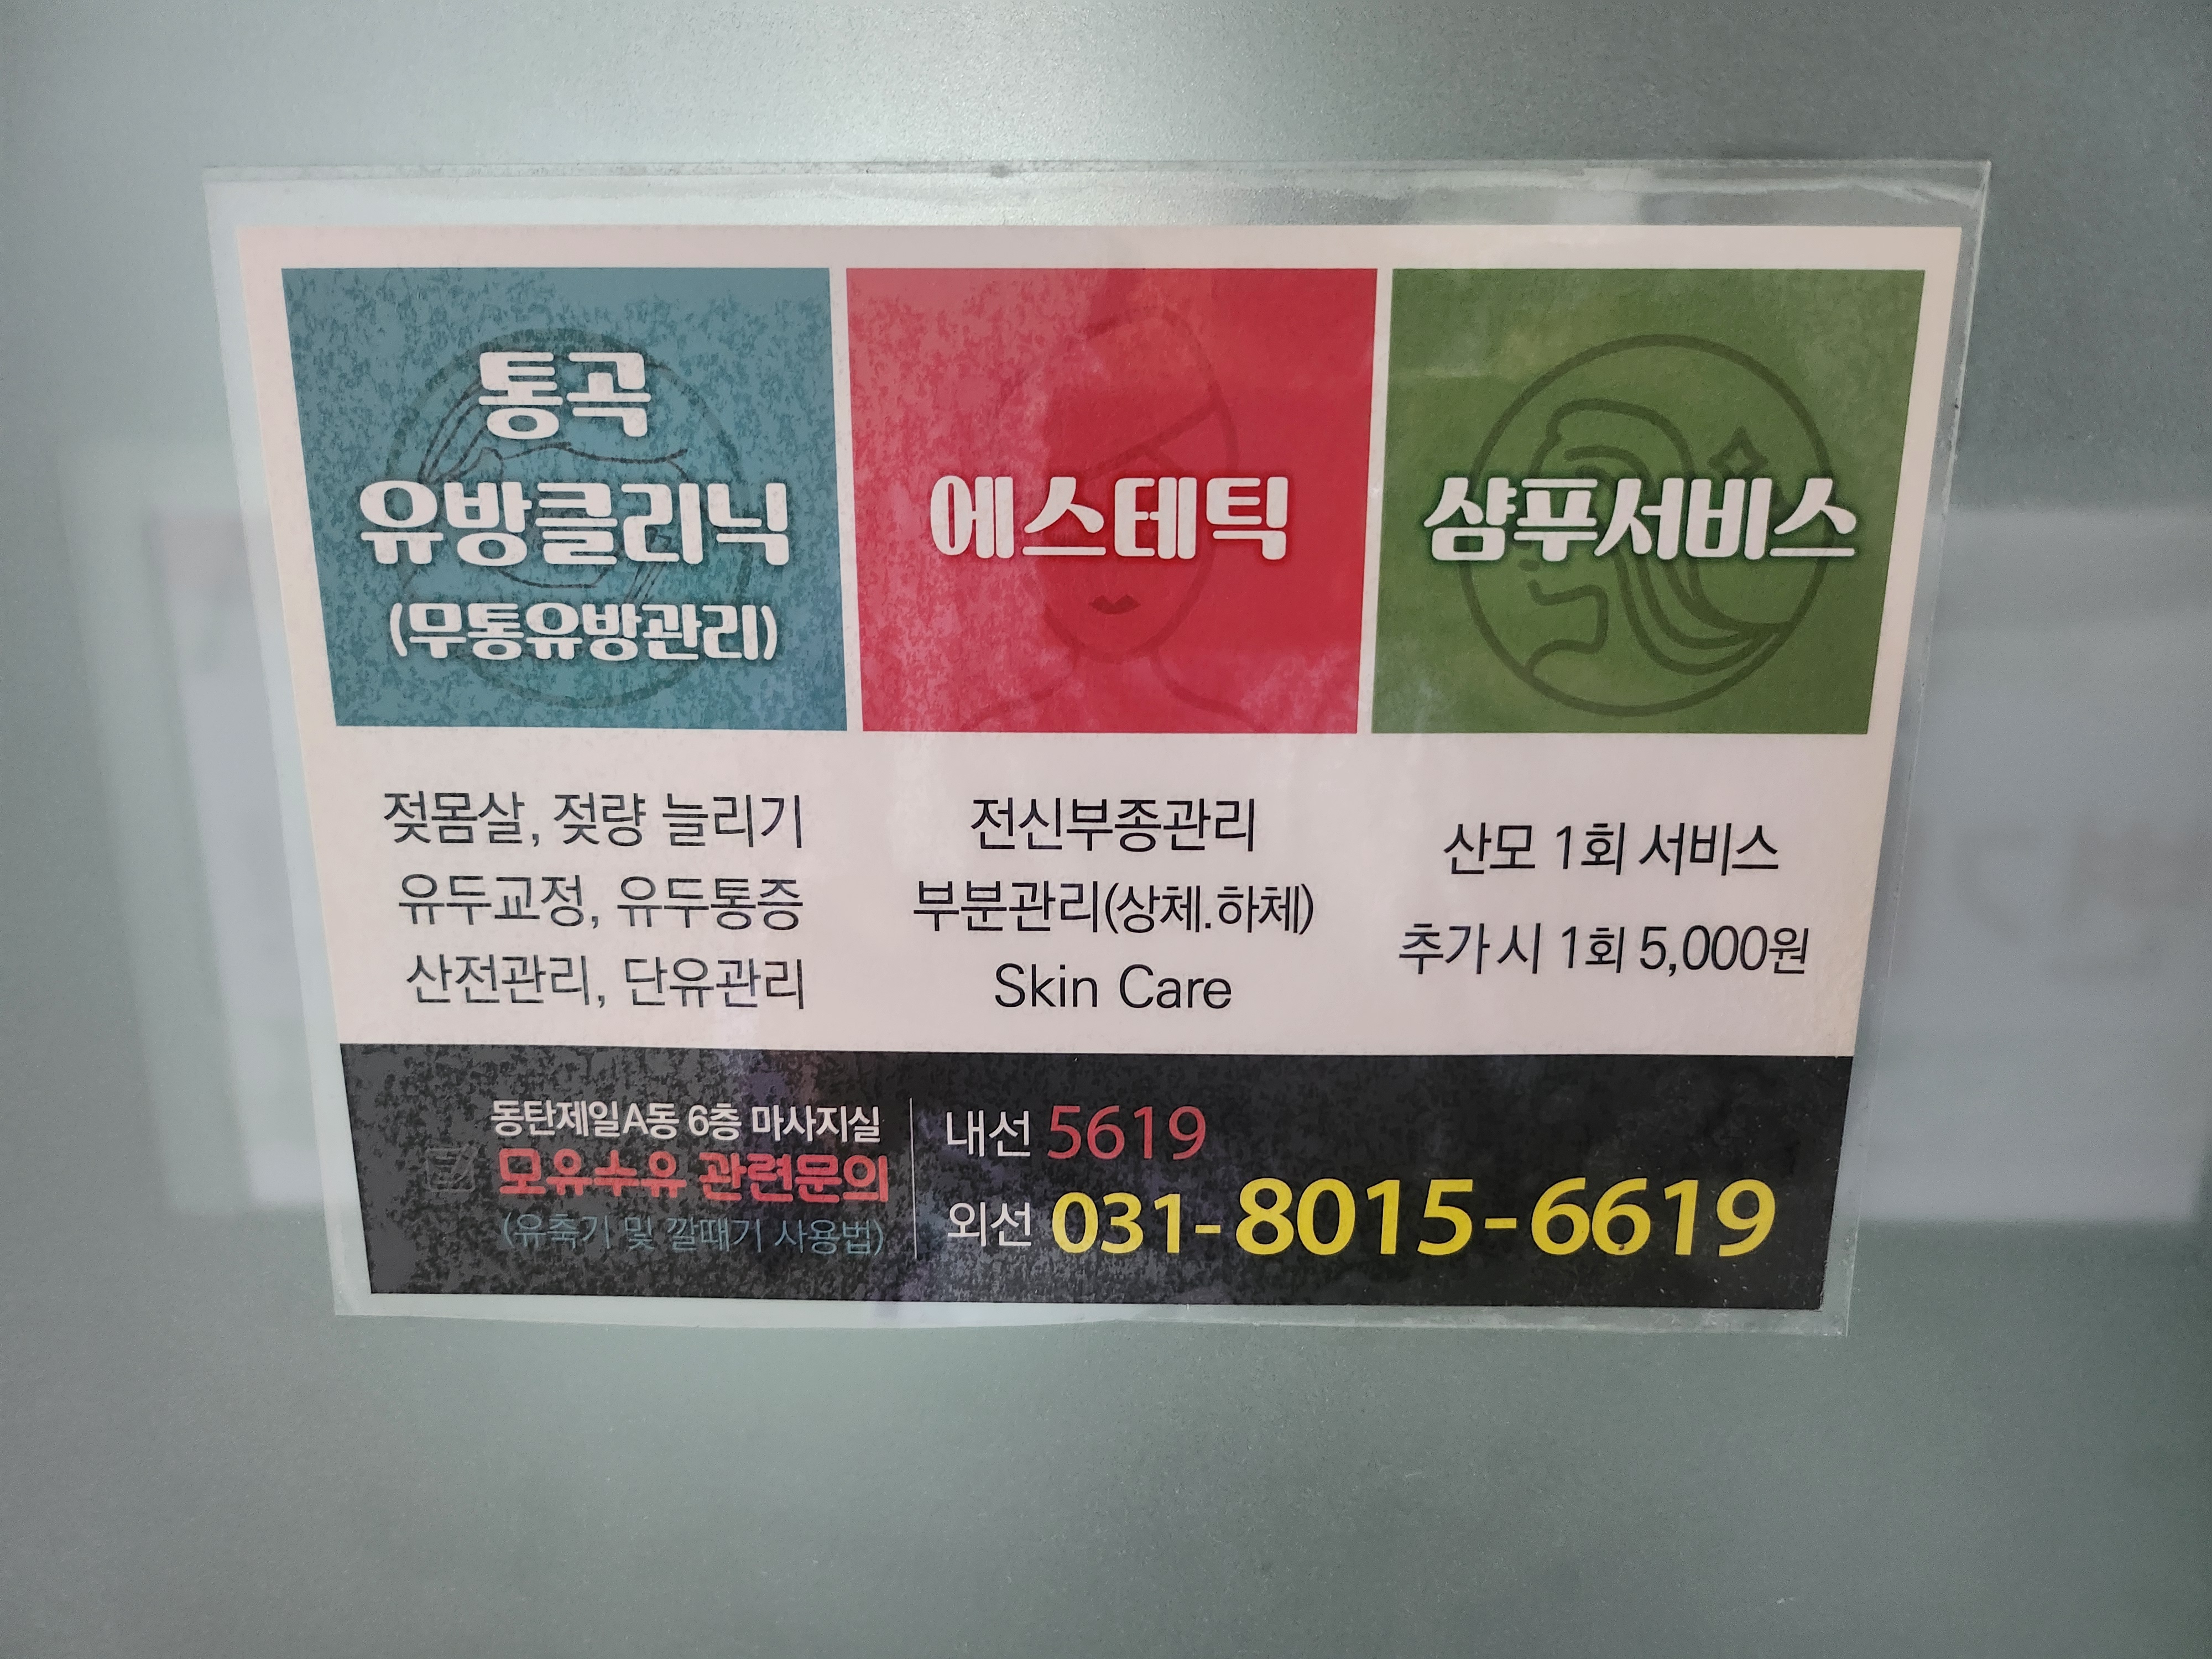 통곡
유방클리닉
(무통유방관리)
에스테틱
샴푸서비스
젖몸살, 젖량 늘리기
유두교정, 유두통증
산전관리, 단유관리
전신부종관리
부분관리(상체.하체)
Skin Care
산모 1회 서비스
추가시 1회 5,000원
동탄제일A동 6층 마사지실
모유수유 관련문의
(유축기 및 깔때기 사용법)
내선 5619
외선 031-8015-6619